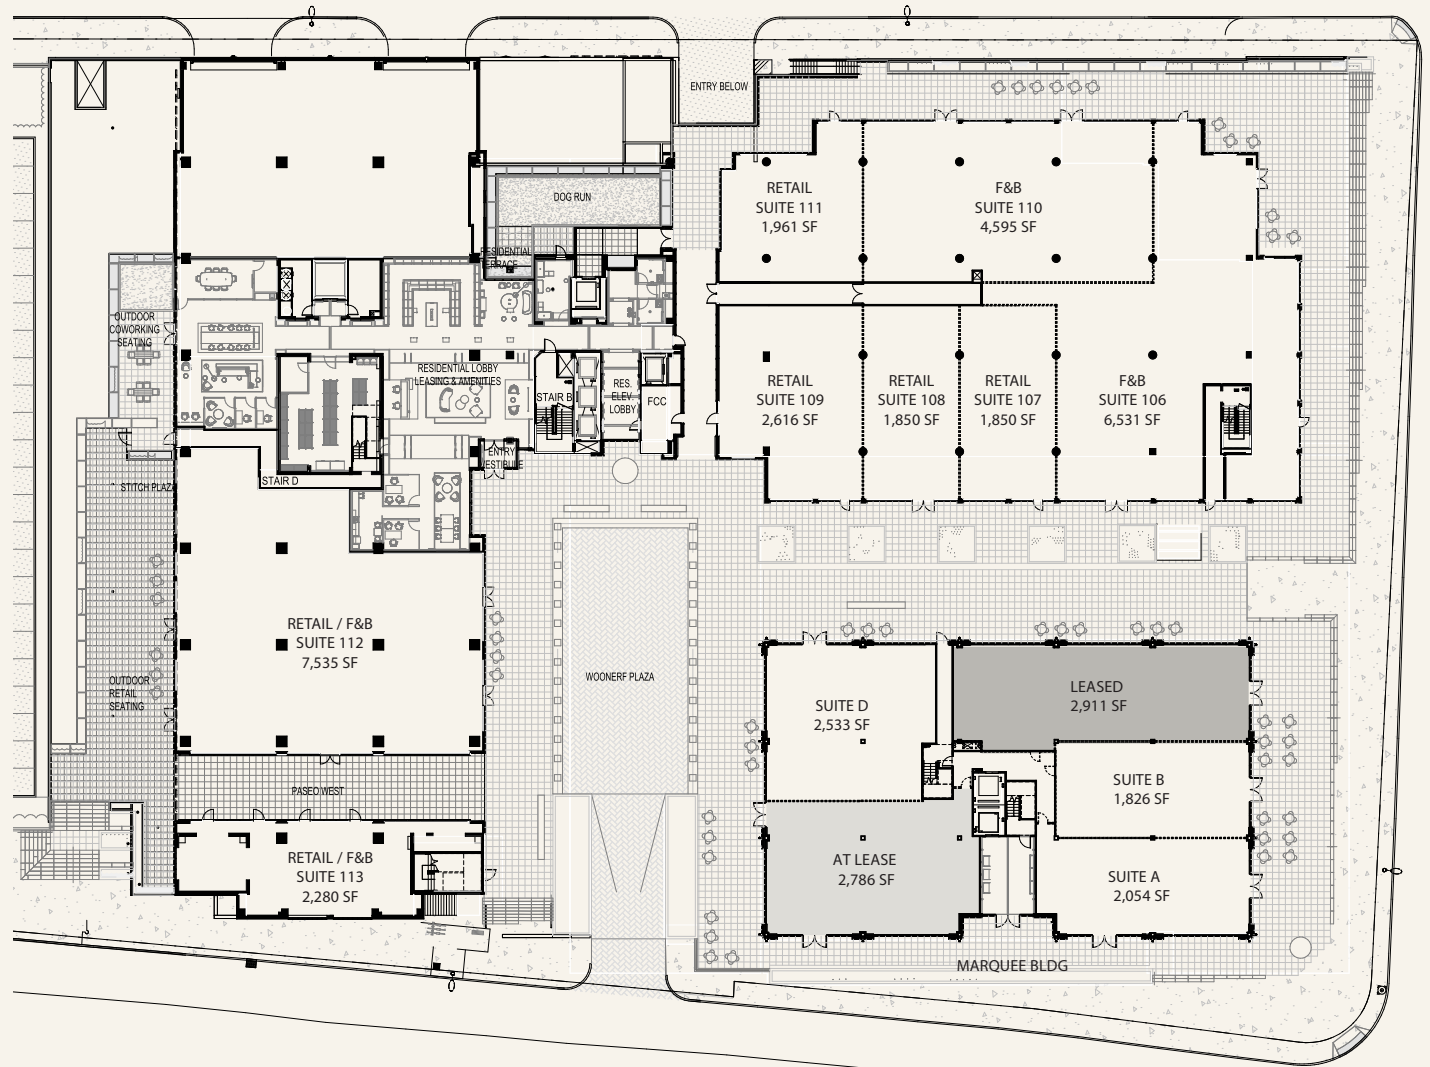 ENTRY BELOW
DOG RUN
RESIDENTIAL
TERRACE
RETAIL
SUITE 111
1,961 SF
F&B
SUITE 110
4,595 SF
OUTDOOR
COWORKING
SEATING
RESIDENTIAL LOBBY
LEASING & AMENITIES
STAIR B
RES.
ELEV.
LOBBY
FCC
RETAIL
SUITE 109
2,616 SF
RETAIL
SUITE 108
1,850 SF
RETAIL
SUITE 107
1,850 SF
F&B
SUITE 106
6,531 SF
ENTRY
VESTIBULE
STAIR D
STITCH PLAZA
RETAIL / F&B
SUITE 112
7,535 SF
OUTDOOR
RETAIL
SEATING
WOONERF PLAZA
SUITE D
2,533 SF
LEASED
2,911 SF
SUITE B
1,826 SF
PASEO WEST
RETAIL / F&B
SUITE 113
2,280 SF
AT LEASE
2,786 SF
SUITE A
2,054 SF
MARQUEE BLDG